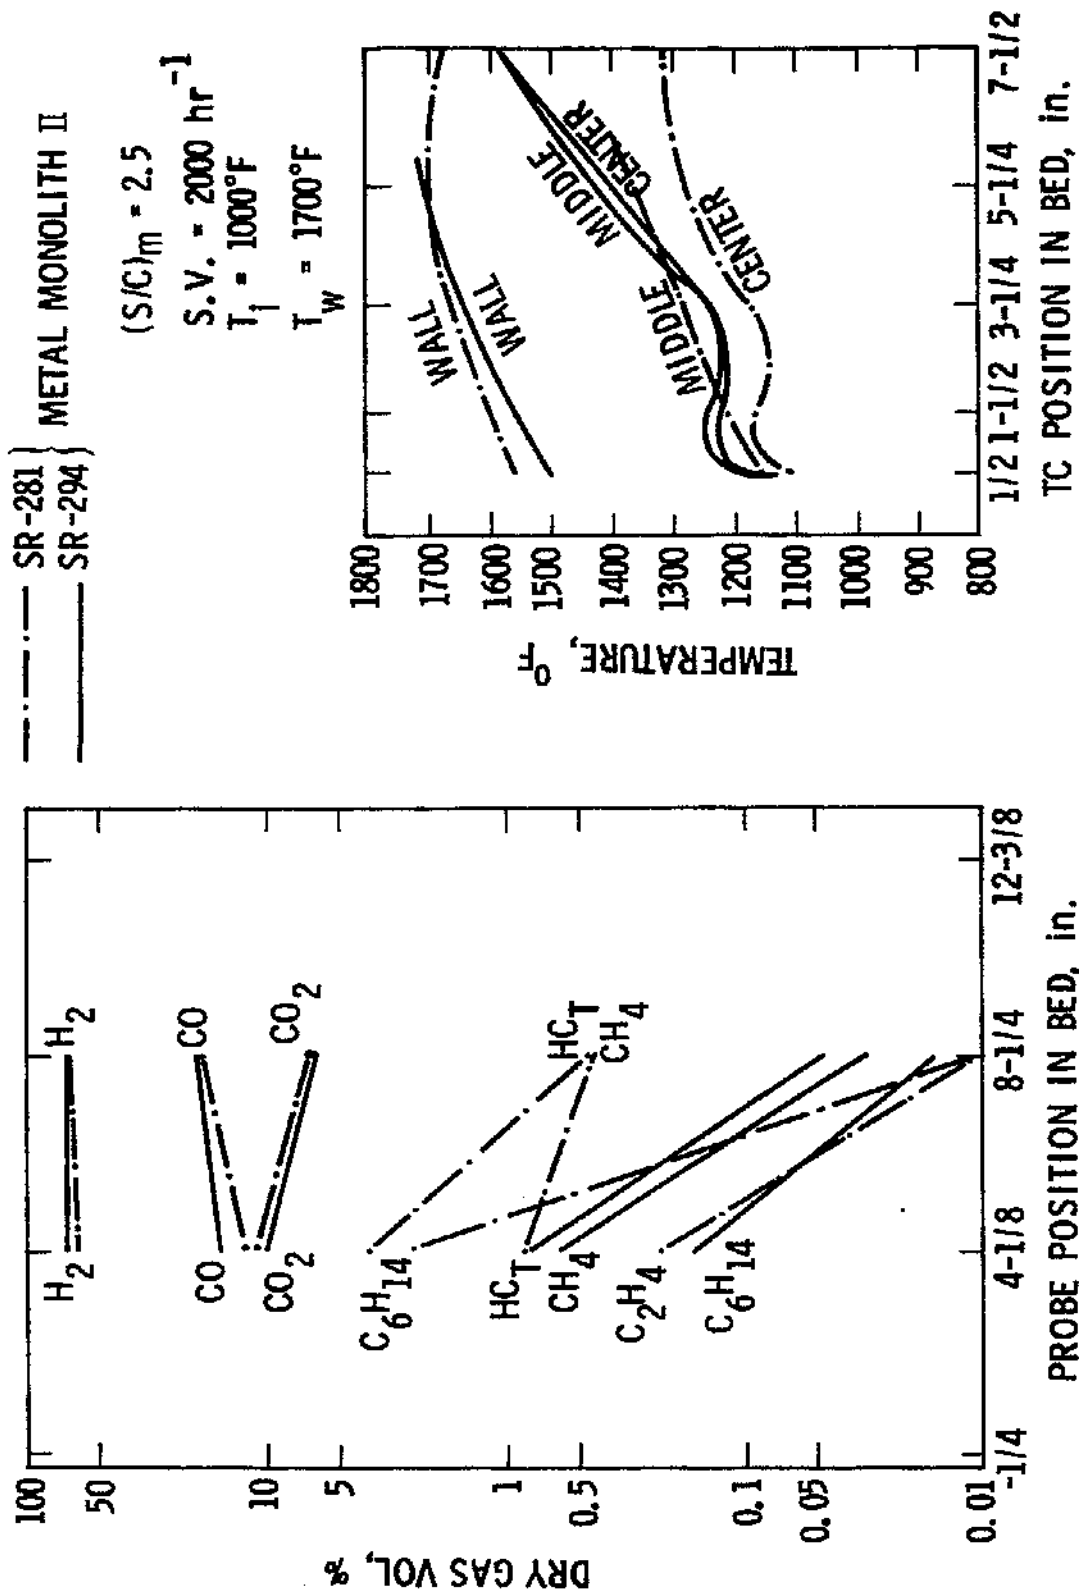 SR-281
SR-294
METAL MONOLITH II
(S/C)m = 2.5
S.V. = 2000 hr-1
T1 = 1000°F
Tw = 1700°F
DRY GAS VOL, %
100
50
10
5
1
0.5
0.1
0.05
0.01
H2
H2
CO
CO
CO2
CO2
C6H14
HCT
CH4
HCT
CH4
C2H4
C6H14
-1/4
4-1/8
8-1/4
12-3/8
PROBE POSITION IN BED, in.
TEMPERATURE, °F
1800
1700
1600
1500
1400
1300
1200
1100
1000
900
800
WALL
WALL
MIDDLE
CENTER
MIDDLE
CENTER
1/2
1-1/2
3-1/4
5-1/4
7-1/2
TC POSITION IN BED, in.